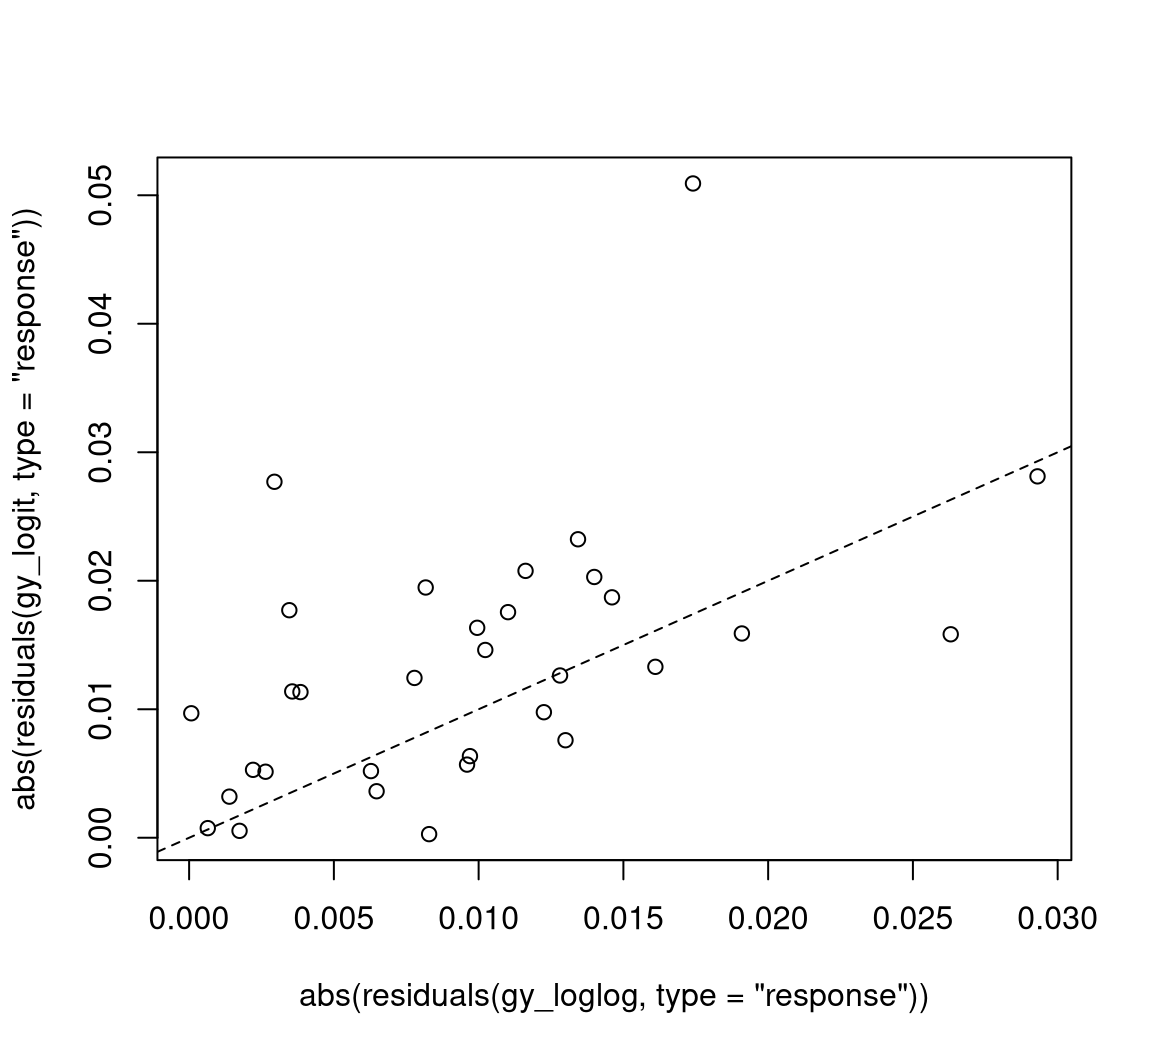 abs(residuals(gy_logit, type = "response"))
0.05
0.04
0.03
0.02
0.01
0.00
0.000 0.005 0.010 0.015 0.020 0.025 0.030
abs(residuals(gy_loglog, type = "response"))